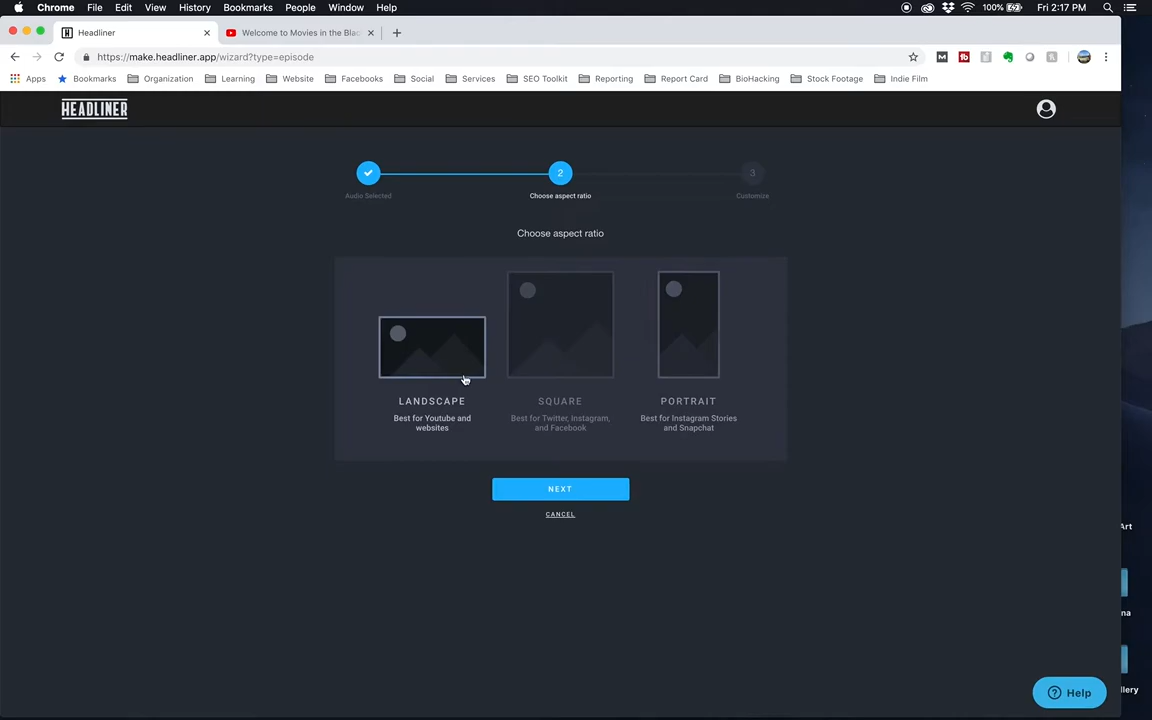 Chrome File Edit View History Bookmarks People Window Help 100% Fri 2:17 PM
Headliner Welcome to Movies in the Bla
https://make.headliner.app/wizard?type=episode
Apps Bookmarks Organization Learning Website Facebooks Social Services SEO Toolkit Reporting Report Card BioHacking Stock Footage Indie Film
HEADLINER
2 3
Audio Selected Choose aspect ratio Customize
Choose aspect ratio
LANDSCAPE SQUARE PORTRAIT
Best for Youtube and Best for Twitter, Instagram, Best for Instagram Stories
websites and Facebook and Snapchat
NEXT
CANCEL
Art
na
Help
llery